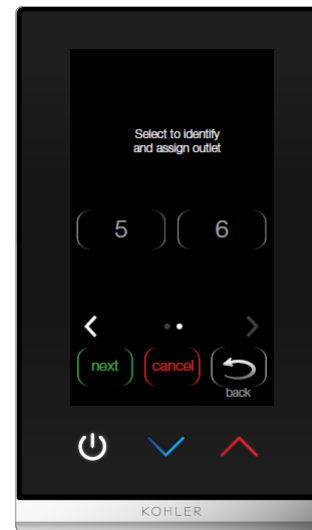 Select to identify
and assign outlet
5 6
next cancel
back
KOHLER